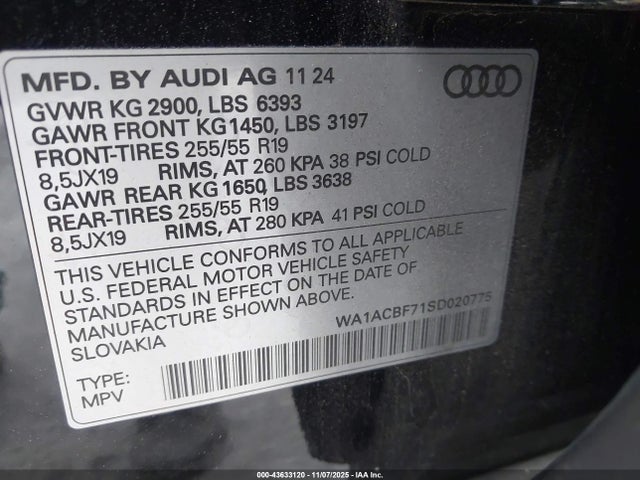 MFD. BY AUDI AG 11 24
GVWR KG 2900, LBS 6393
GAWR FRONT KG1450, LBS 3197
FRONT-TIRES 255/55 R19
8,5JX19 RIMS, AT 260 KPA 38 PSI COLD
GAWR REAR KG 1650, LBS 3638
REAR-TIRES 255/55 R19
8,5JX19 RIMS, AT 280 KPA 41 PSI COLD
THIS VEHICLE CONFORMS TO ALL APPLICABLE
U.S. FEDERAL MOTOR VEHICLE SAFETY
STANDARDS IN EFFECT ON THE DATE OF
MANUFACTURE SHOWN ABOVE.
SLOVAKIA
WA1ACBF71SD020775
TYPE:
MPV
000-43633120 - 11/07/2025 - IAA Inc.